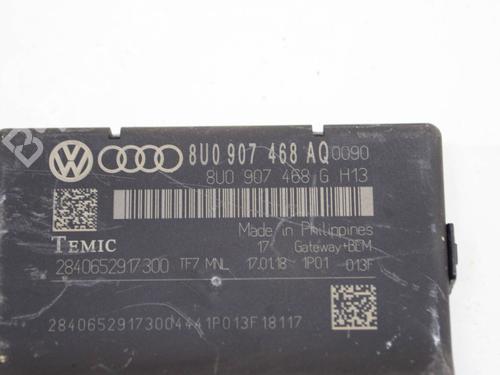 8U0 907 468 AQ 0090
8U0 907 468 G H13
Made in Philippines
TEMIC 17 Gateway+BEM
2840652917300 TF7 MNL 17.01.18 1P01 013F
28406529173004441P013F18117